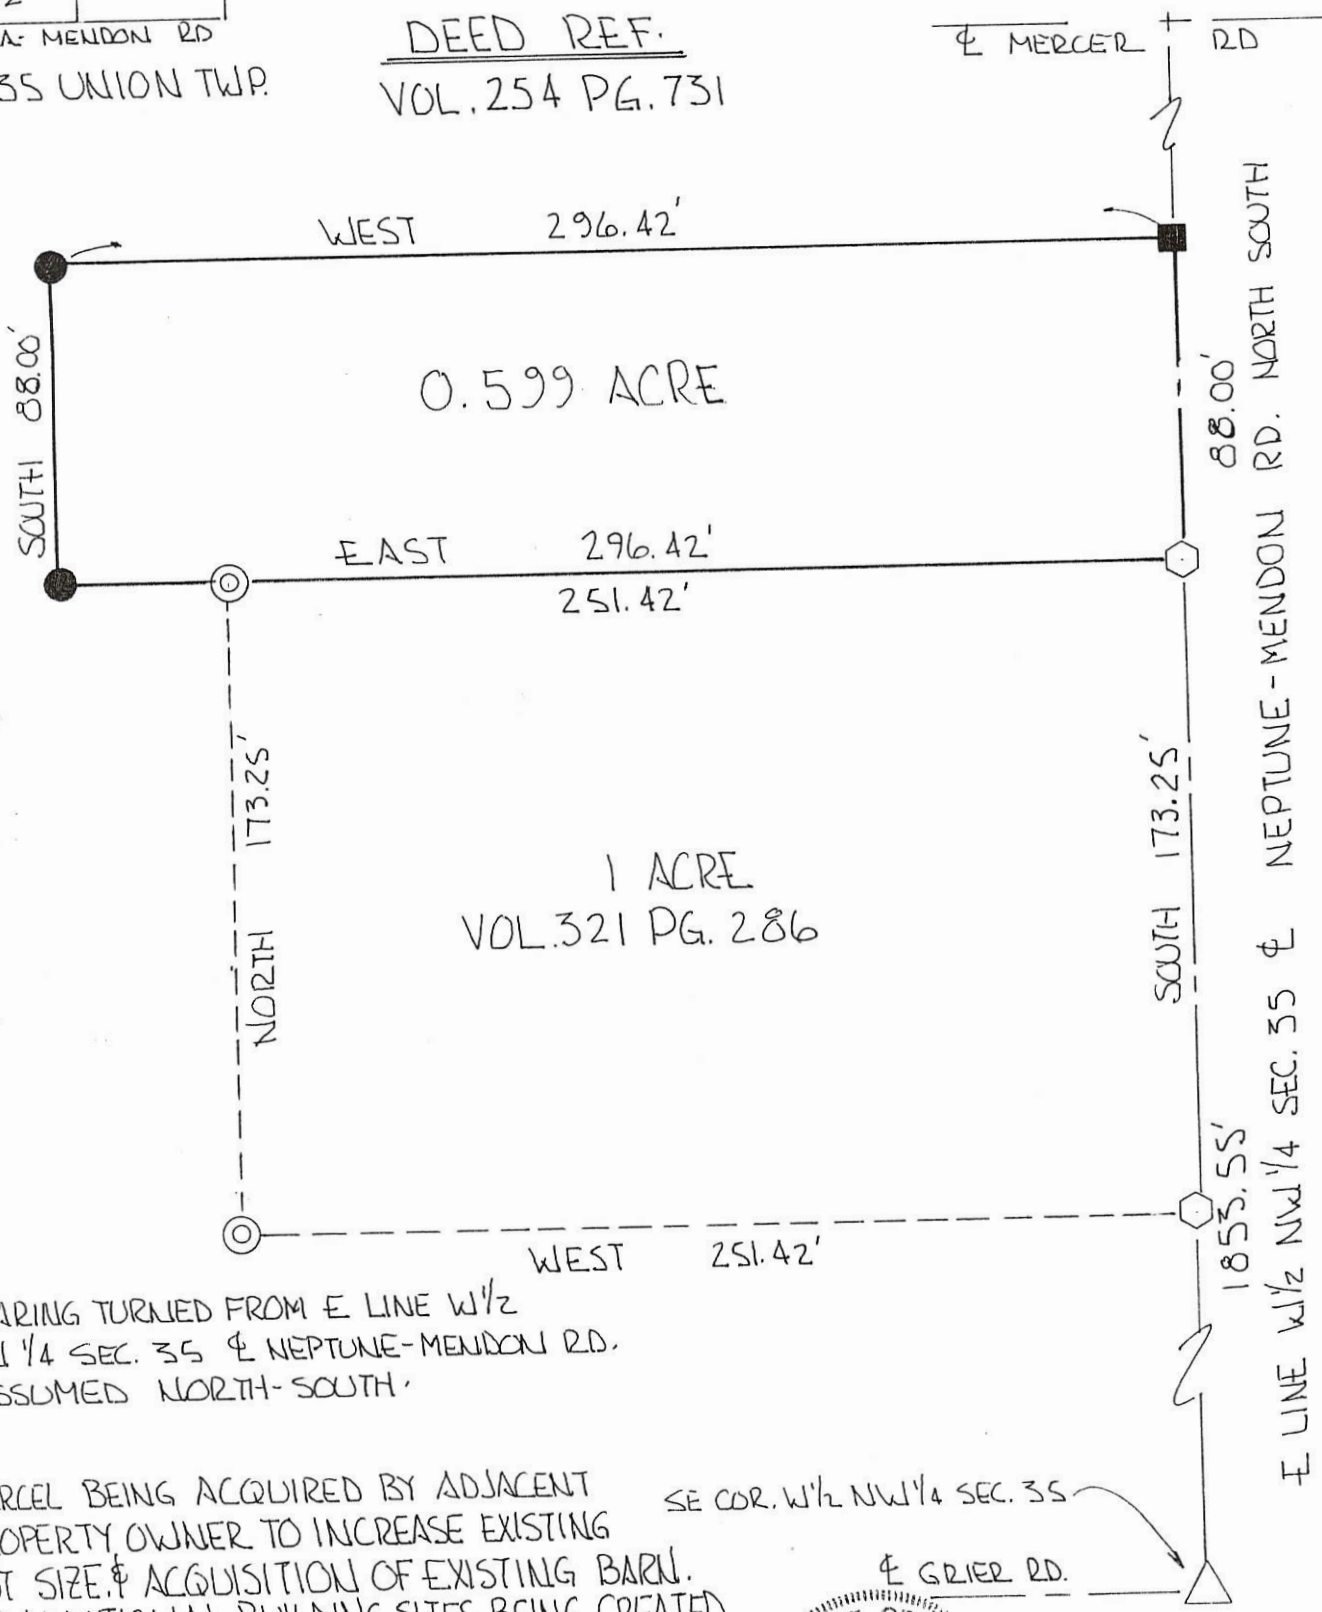 2
A- MENDON RD
35 UNION TWP.
DEED REF.
VOL. 254 PG. 731
℄ MERCER RD
WEST 296.42'
SOUTH 88.00'
0.599 ACRE
88.00'
EAST 296.42'
251.42'
NORTH 173.25'
1 ACRE
VOL. 321 PG. 286
SOUTH 173.25'
WEST 251.42'
1853.55'
E LINE W1/2 NW1/4 SEC. 35 ℄ NEPTUNE-MENDON RD. NORTH SOUTH
ARING TURNED FROM E LINE W1/2
1/4 SEC. 35 ℄ NEPTUNE-MENDON RD.
SSUMED NORTH-SOUTH.
RCEL BEING ACQUIRED BY ADJACENT
OPERTY OWNER TO INCREASE EXISTING
T SIZE & ACQUISITION OF EXISTING BARN.
BUILDING SITES BEING CREATED
SE COR. W1/2 NW1/4 SEC. 35
℄ GRIER RD.